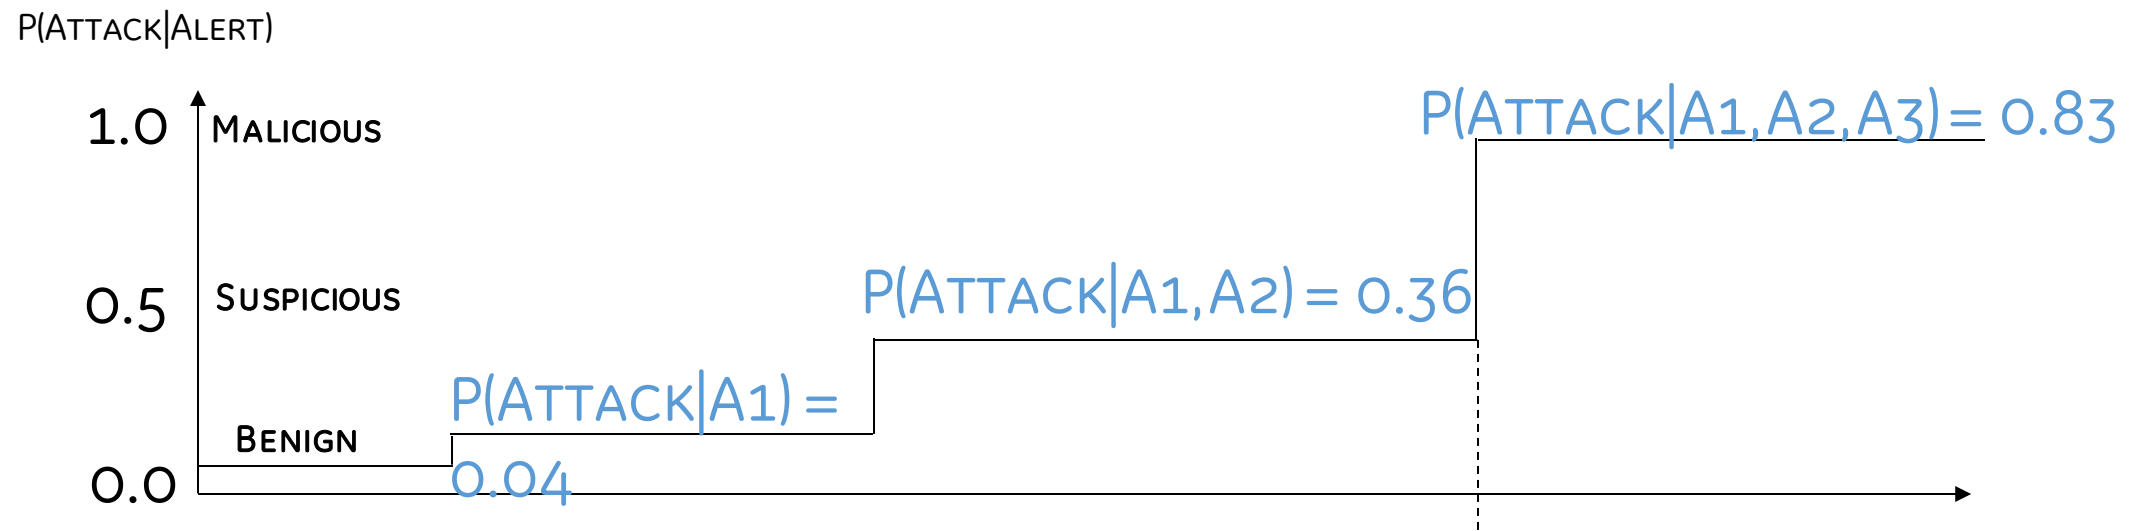 P(Attack|Alert)
1.0
Malicious
P(Attack|A1,A2,A3)= 0.83
0.5
Suspicious
P(Attack|A1,A2)= 0.36
P(Attack|A1) =
0.04
Benign
0.0